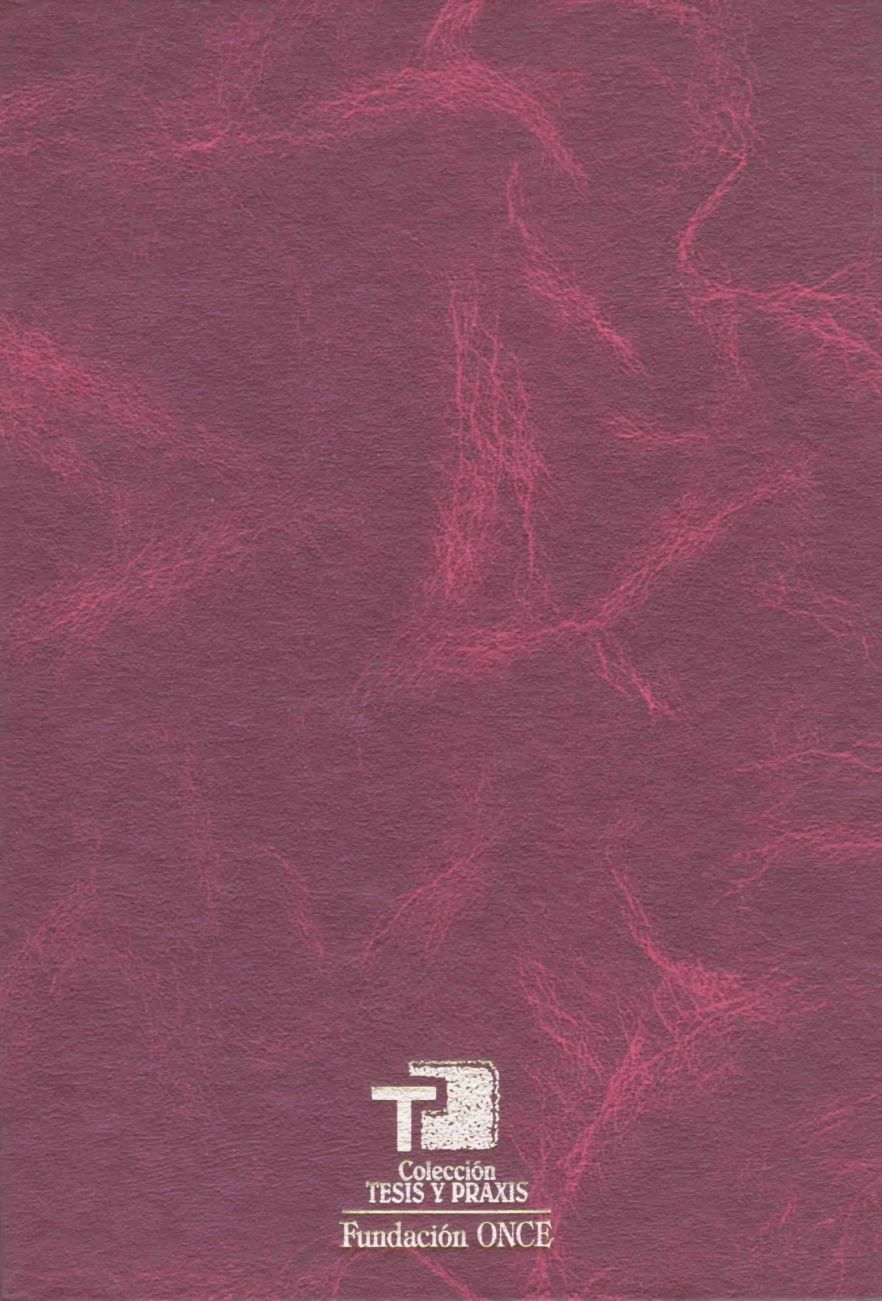 T
Colección
TESIS Y PRAXIS
Fundación ONCE